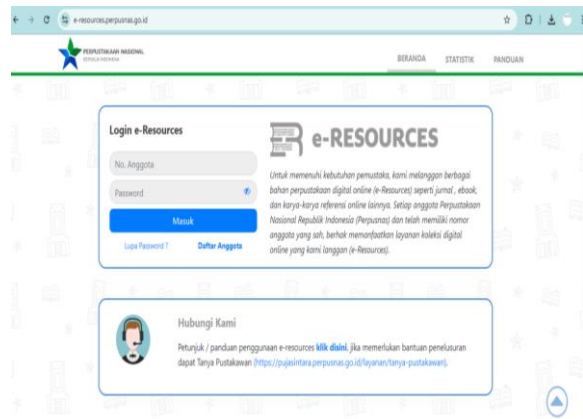 e-resources.perpusnas.go.id
PERPUSTAKAAN NASIONAL
REPUBLIK INDONESIA
BERANDA STATISTIK PANDUAN
Login e-Resources
No. Anggota
Password
Masuk
Lupa Password ? Daftar Anggota
e-RESOURCES
Untuk memenuhi kebutuhan pemustaka, kami melanggan berbagai
bahan perpustakaan digital online (e-Resources) seperti jurnal , ebook,
dan karya-karya referensi online lainnya. Setiap anggota Perpustakaan
Nasional Republik Indonesia (Perpusnas) dan telah memiliki nomor
anggota yang sah, berhak memanfaatkan layanan koleksi digital
online yang kami langgan (e-Resources).
Hubungi Kami
Petunjuk / panduan penggunaan e-resources klik disini. jika memerlukan bantuan penelusuran
dapat Tanya Pustakawan (https://pujasintara.perpusnas.go.id/layanan/tanya-pustakawan).